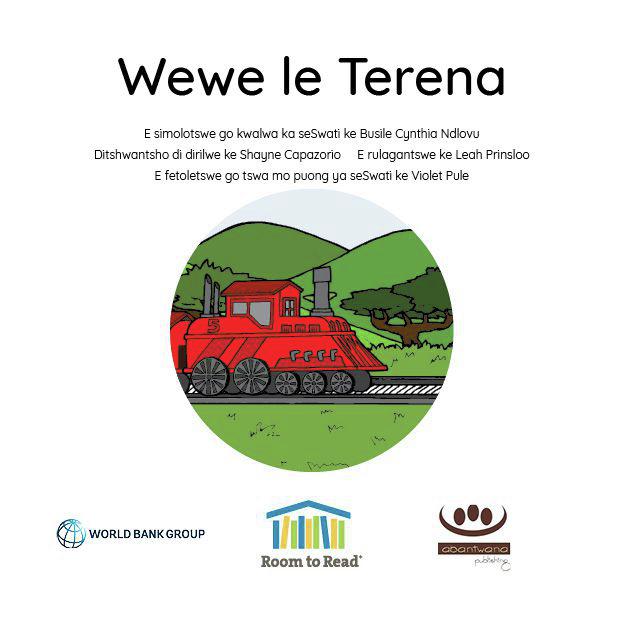 Wewe le Terena
E simolotswe go kwalwa ka seSwati ke Busile Cynthia Ndlovu
Ditshwantsho di dirilwe ke Shayne Capazorio E rulagantswe ke Leah Prinsloo
E fetoletswe go tswa mo puong ya seSwati ke Violet Pule
5
WORLD BANK GROUP
Room to Read
abantwana
publishing